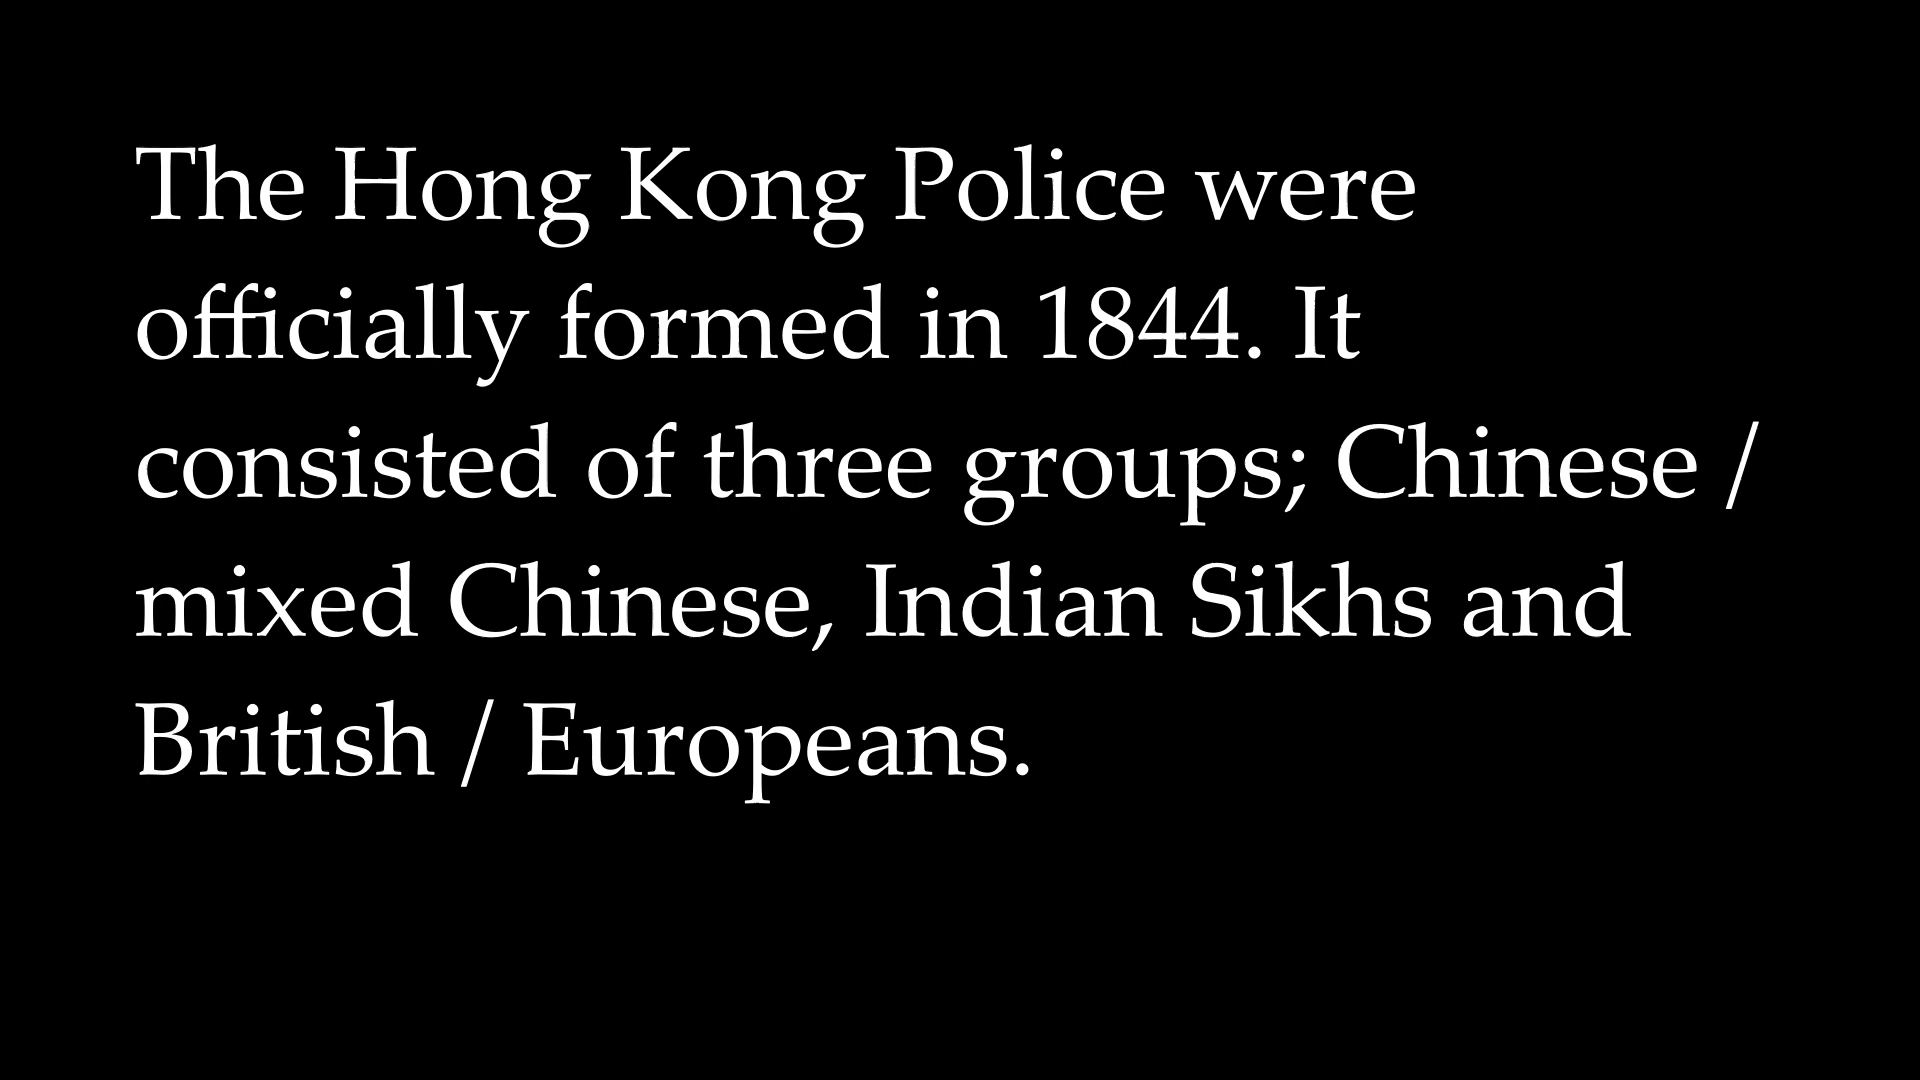 The Hong Kong Police were
officially formed in 1844. It
consisted of three groups; Chinese /
mixed Chinese, Indian Sikhs and
British / Europeans.